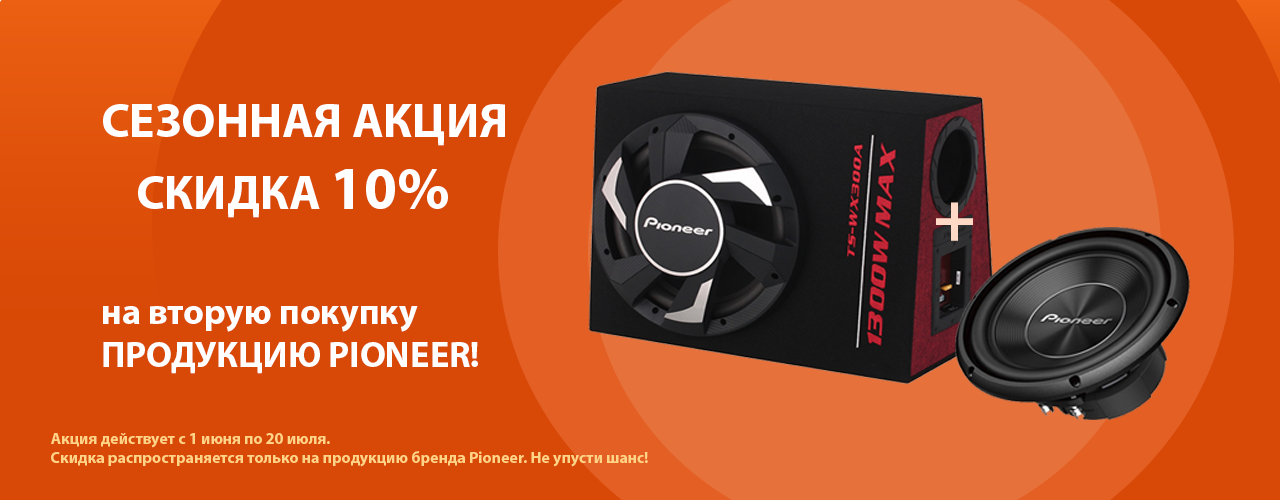 СЕЗОННАЯ АКЦИЯ
СКИДКА 10%
на вторую покупку
ПРОДУКЦИЮ PIONEER!
Pioneer
TS-WX300A
1300W MAX
+
Pioneer
Акция действует с 1 июня по 20 июля.
Скидка распространяется только на продукцию бренда Pioneer. Не упусти шанс!